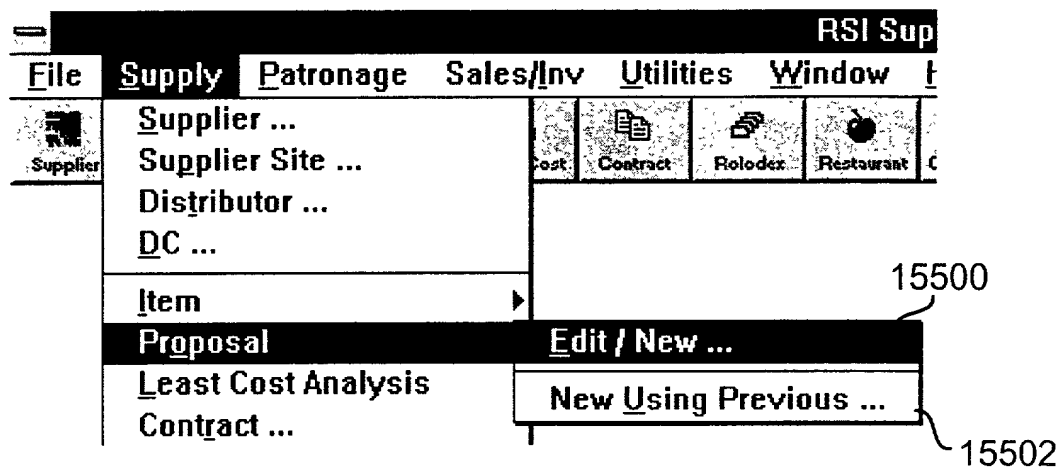 RSI Sup
File Supply Patronage Sales/Inv Utilities Window
Supplier Cost Contract Rolodex Restaurant
Supplier ...
Supplier Site ...
Distributor ...
DC ...
Item
Proposal
Least Cost Analysis
Contract ...
15500
Edit / New ...
New Using Previous ...
15502